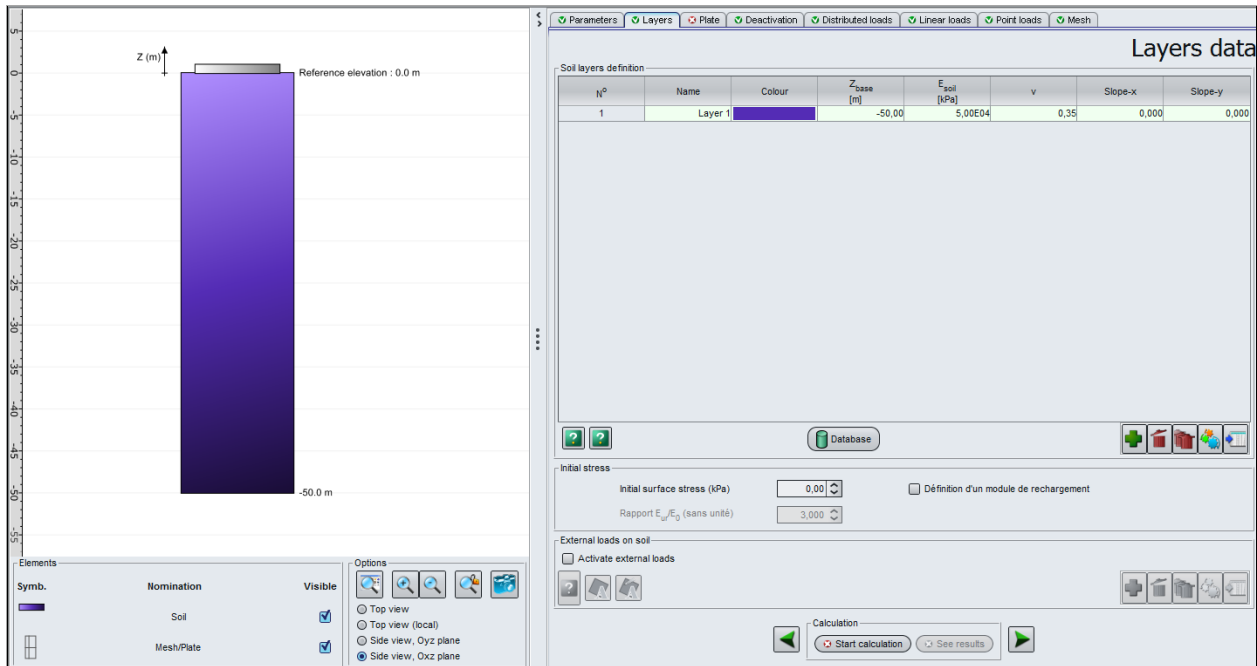 Parameters Layers Plate Deactivation Distributed loads Linear loads Point loads Mesh
Layers data
Soil layers definition
N° Name Colour Zbase [m] Esoil [kPa] ν Slope-x Slope-y
1 Layer 1 -50,00 5,00E04 0,35 0,000 0,000
? ? Database
Initial stress
Initial surface stress (kPa) 0,00 Définition d'un module de rechargement
Rapport Eur/E0 (sans unité) 3,000
External loads on soil
Activate external loads
?
Calculation
Start calculation See results
Z (m)
Reference elevation : 0.0 m
-50.0 m
5
0
-5
-10
-15
-20
-25
-30
-35
-40
-45
-50
-55
Elements
Symb. Nomination Visible
Soil
Mesh/Plate
Options
Top view
Top view (local)
Side view, Oyz plane
Side view, Oxz plane